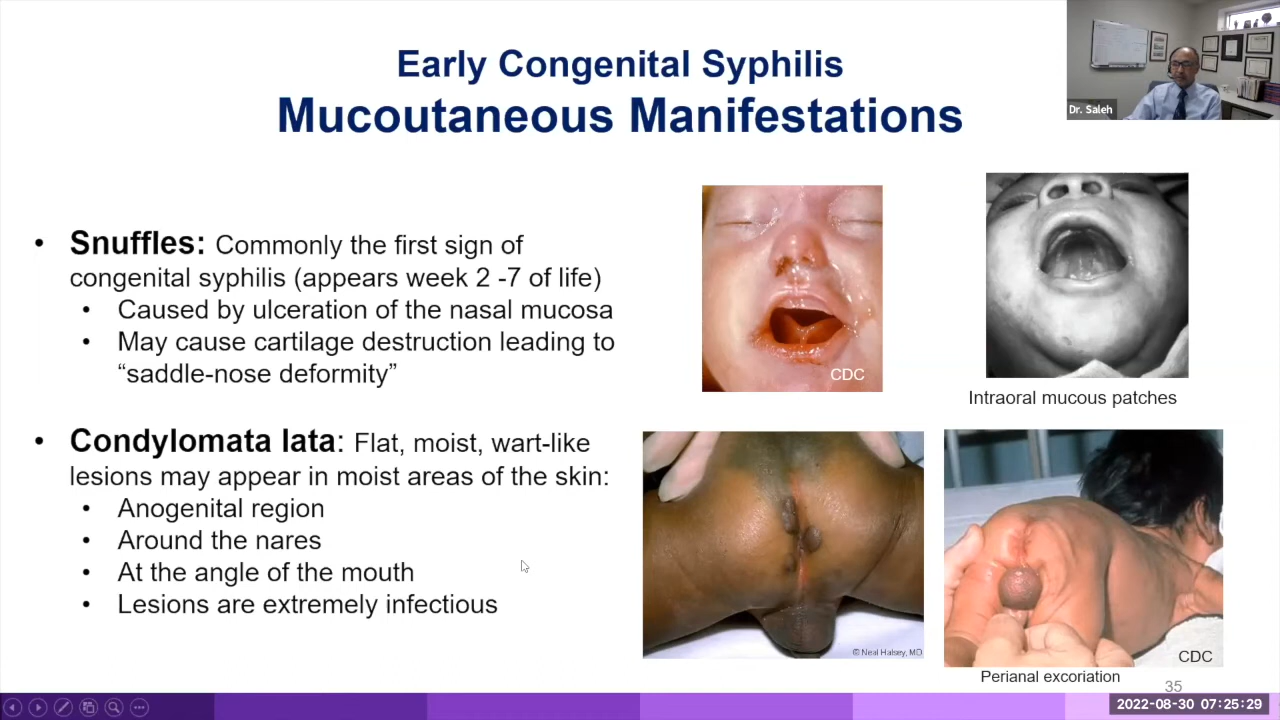 Early Congenital Syphilis
Mucoutaneous Manifestations
Dr. Saleh
• Snuffles: Commonly the first sign of
congenital syphilis (appears week 2 -7 of life)
• Caused by ulceration of the nasal mucosa
• May cause cartilage destruction leading to
“saddle-nose deformity”
• Condylomata lata: Flat, moist, wart-like
lesions may appear in moist areas of the skin:
• Anogenital region
• Around the nares
• At the angle of the mouth
• Lesions are extremely infectious
CDC
Intraoral mucous patches
© Neal Halsey, MD
CDC
Perianal excoriation
35
2022-08-30 07:25:29